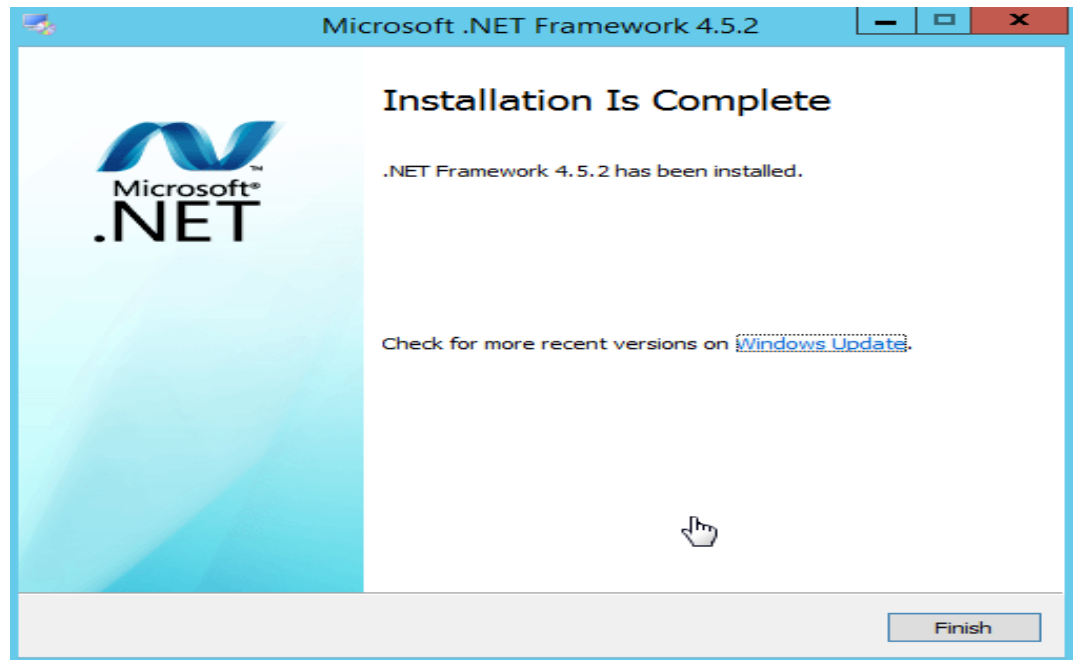 Microsoft .NET Framework 4.5.2
Installation Is Complete
.NET Framework 4.5.2 has been installed.
Microsoft®
.NET™
Check for more recent versions on Windows Update.
Finish